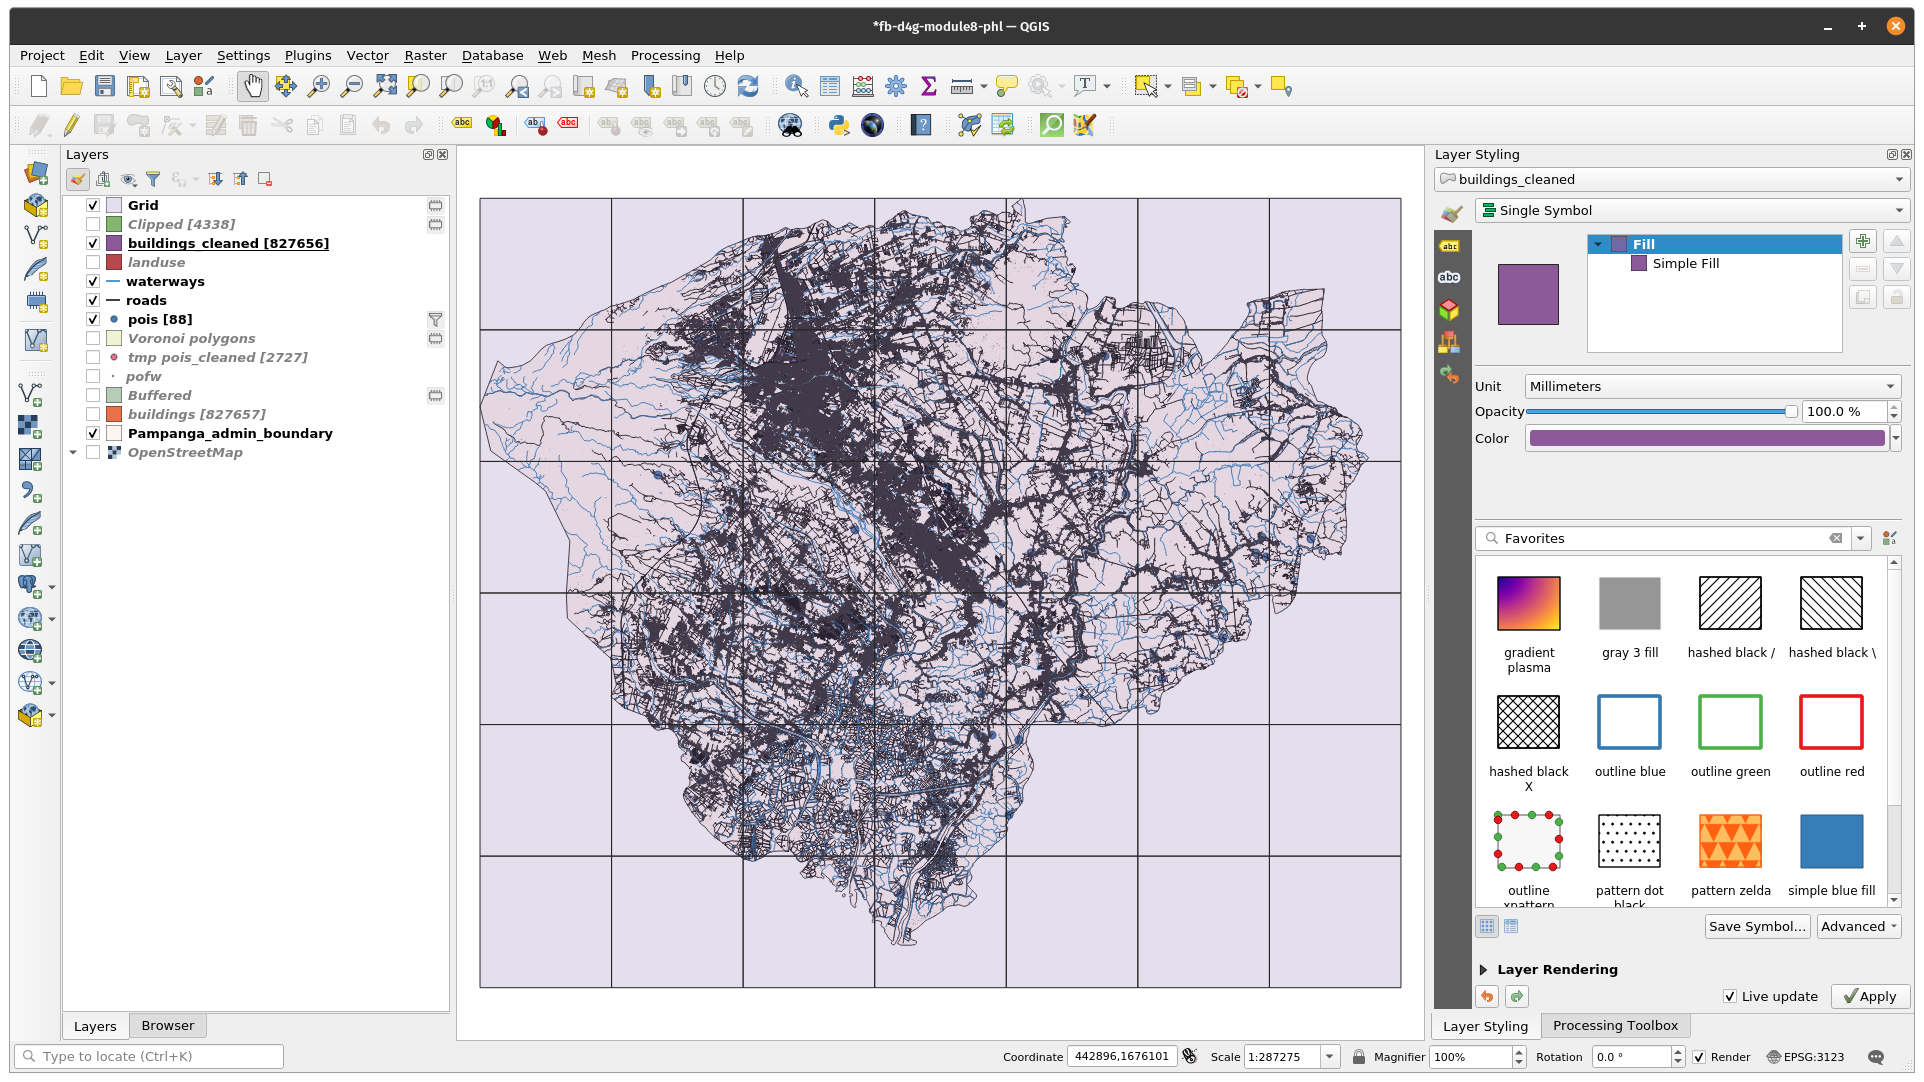 *fb-d4g-module8-phl — QGIS
Project Edit View Layer Settings Plugins Vector Raster Database Web Mesh Processing Help
Layers
Grid
Clipped [4338]
buildings_cleaned [827656]
landuse
waterways
roads
pois [88]
Voronoi polygons
tmp pois_cleaned [2727]
pofw
Buffered
buildings [827657]
Pampanga_admin_boundary
OpenStreetMap
Layers Browser
Layer Styling
buildings_cleaned
Single Symbol
Fill
Simple Fill
Unit Millimeters
Opacity 100.0 %
Color
Favorites
gradient plasma
gray 3 fill
hashed black /
hashed black \
hashed black X
outline blue
outline green
outline red
outline xpattern
pattern dot black
pattern zelda
simple blue fill
Save Symbol... Advanced
Layer Rendering
Live update Apply
Layer Styling Processing Toolbox
Type to locate (Ctrl+K) Coordinate 442896,1676101 Scale 1:287275 Magnifier 100% Rotation 0.0 ° Render EPSG:3123